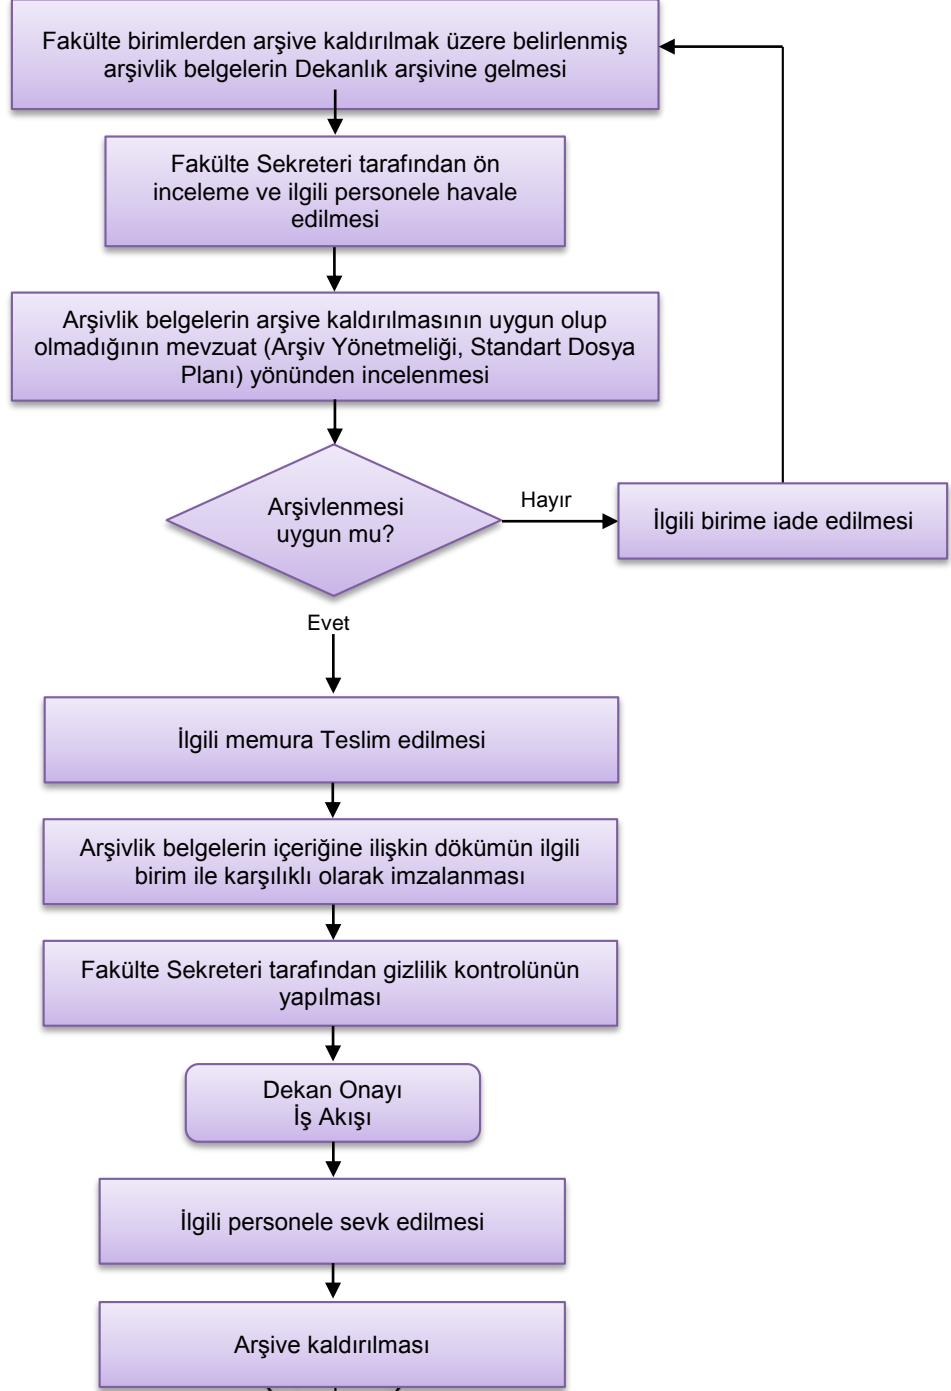 Fakülte birimlerden arşive kaldırılmak üzere belirlenmiş
arşivlik belgelerin Dekanlık arşivine gelmesi
Fakülte Sekreteri tarafından ön
inceleme ve ilgili personele havale
edilmesi
Arşivlik belgelerin arşive kaldırılmasının uygun olup
olmadığının mevzuat (Arşiv Yönetmeliği, Standart Dosya
Planı) yönünden incelenmesi
Arşivlenmesi
uygun mu?
Hayır
İlgili birime iade edilmesi
Evet
İlgili memura Teslim edilmesi
Arşivlik belgelerin içeriğine ilişkin dökümün ilgili
birim ile karşılıklı olarak imzalanması
Fakülte Sekreteri tarafından gizlilik kontrolünün
yapılması
Dekan Onayı
İş Akışı
İlgili personele sevk edilmesi
Arşive kaldırılması